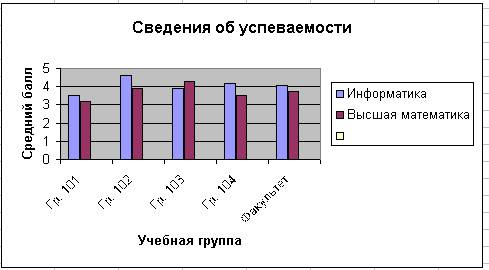 Сведения об успеваемости
Средний балл
5
4
3
2
1
0
Гр. 101
Гр. 102
Гр. 103
Гр. 104
Факультет
Учебная группа
Информатика
Высшая математика